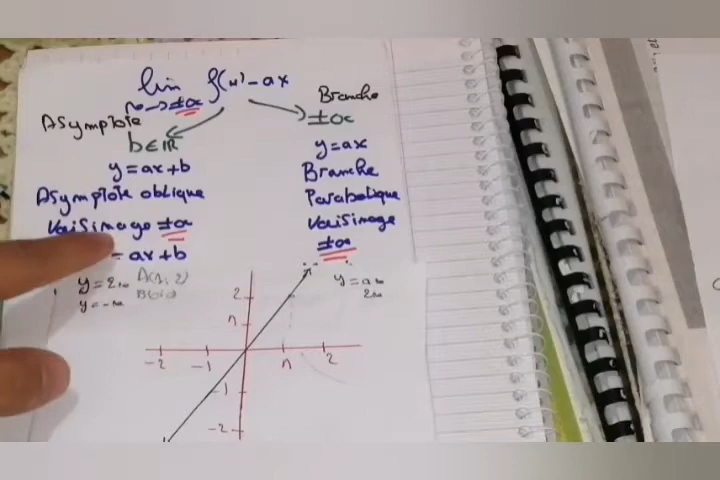 lim f(x) - ax
x → ±∞
Asymptote
b∈ℝ
y = ax + b
Asymptote oblique
Voisinage ±∞
= ax + b
y = 2x
A(1, 2)
y = -x
Branche
±∞
y = ax
Branche
Parabolique
Voisinage
±∞
y = ax
2x
2
1
-2
-1
1
2
-1
-2